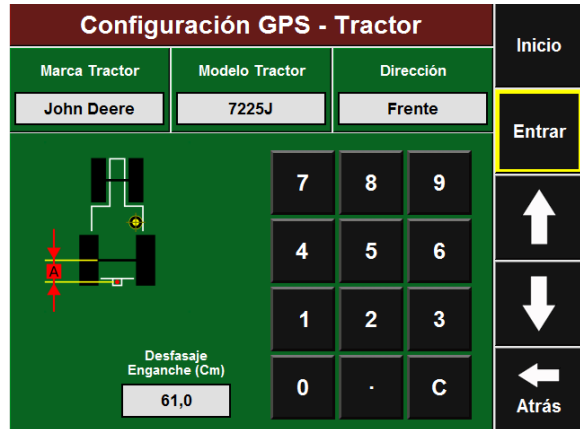 Configuración GPS - Tractor
Inicio
Marca Tractor
Modelo Tractor
Dirección
John Deere
7225J
Frente
Entrar
7 8 9
4 5 6
A
1 2 3
Desfasaje
Enganche (Cm)
61,0
0 . C
Atrás